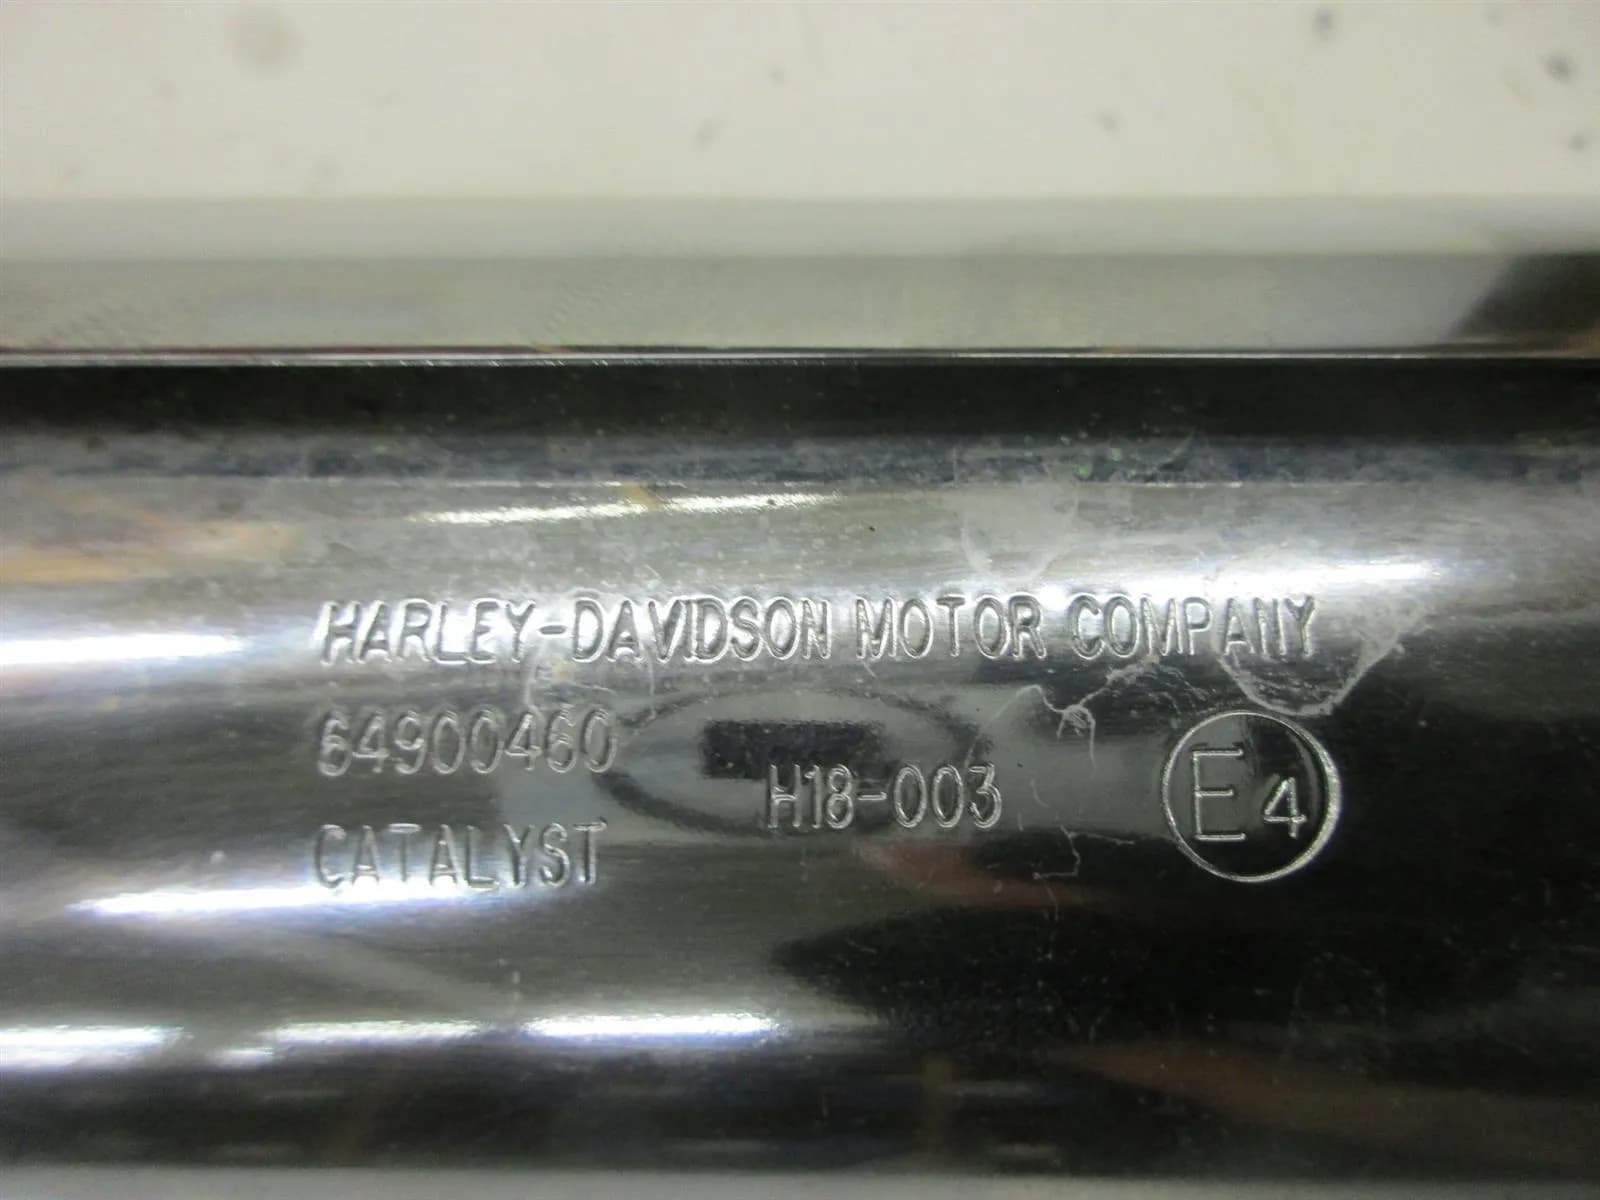 HARLEY-DAVIDSON MOTOR COMPANY
64900460
H18-003
E4
CATALYST